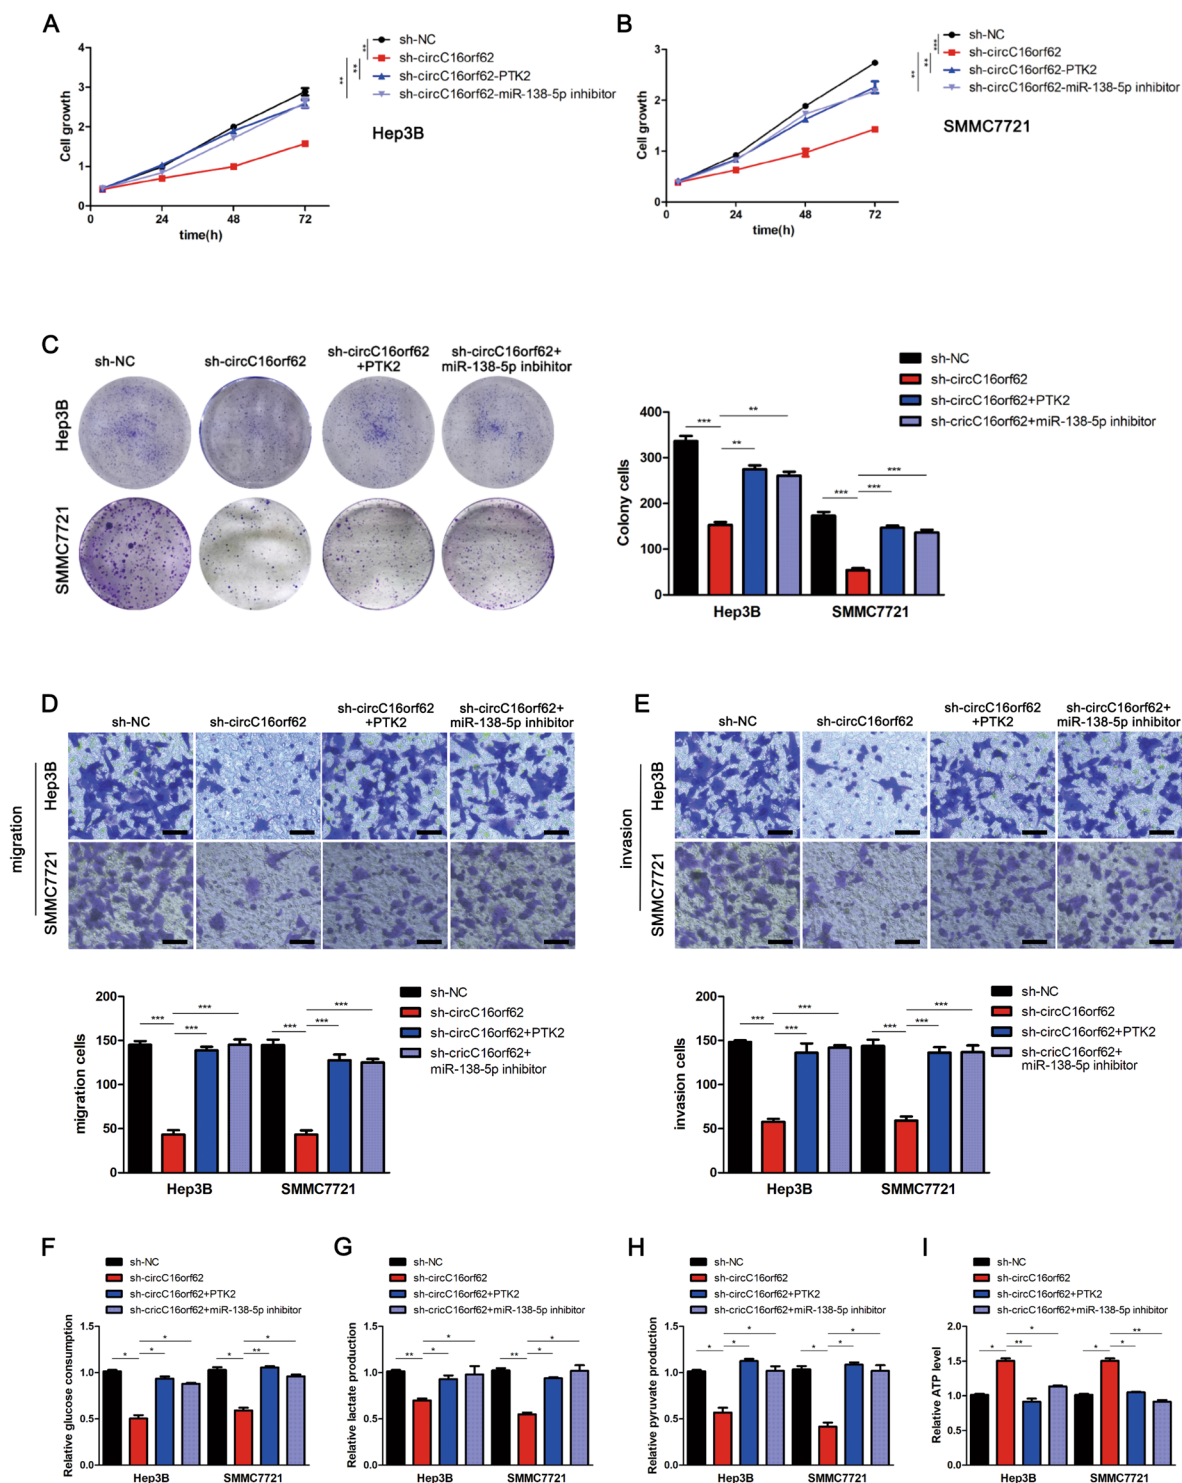 A
sh-NC
sh-circC16orf62
sh-circC16orf62-PTK2
sh-circC16orf62-miR-138-5p inhibitor
**
**
**
Hep3B
Cell growth
4
3
2
1
0
0
24
48
72
time(h)
B
sh-NC
sh-circC16orf62
sh-circC16orf62-PTK2
sh-circC16orf62-miR-138-5p inhibitor
***
**
**
SMMC7721
Cell growth
3
2
1
0
0
24
48
72
time(h)
C
sh-NC
sh-circC16orf62
sh-circC16orf62
+PTK2
sh-circC16orf62+
miR-138-5p inbihitor
Hep3B
SMMC7721
sh-NC
sh-circC16orf62
sh-circC16orf62+PTK2
sh-cricC16orf62+miR-138-5p inhibitor
Colony cells
400
300
200
100
0
***
**
**
***
***
***
Hep3B
SMMC7721
D
sh-NC
sh-circC16orf62
sh-circC16orf62
+PTK2
sh-circC16orf62+
miR-138-5p inhibitor
migration
Hep3B
SMMC7721
sh-NC
sh-circC16orf62
sh-circC16orf62+PTK2
sh-cricC16orf62+
miR-138-5p inhibitor
migration cells
200
150
100
50
0
***
***
***
***
***
***
Hep3B
SMMC7721
E
sh-NC
sh-circC16orf62
sh-circC16orf62
+PTK2
sh-circC16orf62+
miR-138-5p inhibitor
invasion
Hep3B
SMMC7721
sh-NC
sh-circC16orf62
sh-circC16orf62+PTK2
sh-cricC16orf62+
miR-138-5p inhibitor
invasion cells
200
150
100
50
0
***
***
***
***
***
***
Hep3B
SMMC7721
F
sh-NC
sh-circC16orf62
sh-circC16orf62+PTK2
sh-cricC16orf62+miR-138-5p inhibitor
Relative glucose consumption
1.5
1.0
0.5
0.0
*
*
*
*
**
*
Hep3B
SMMC7721
G
sh-NC
sh-circC16orf62
sh-circC16orf62+PTK2
sh-cricC16orf62+miR-138-5p inhibitor
Relative lactate production
1.5
1.0
0.5
0.0
**
*
*
**
*
*
Hep3B
SMMC7721
H
sh-NC
sh-circC16orf62
sh-circC16orf62+PTK2
sh-cricC16orf62+miR-138-5p inhibitor
Relative pyruvate production
1.5
1.0
0.5
0.0
*
*
*
*
*
*
Hep3B
SMMC7721
I
sh-NC
sh-circC16orf62
sh-circC16orf62+PTK2
sh-cricC16orf62+miR-138-5p inhibitor
Relative ATP level
2.0
1.5
1.0
0.5
0.0
*
**
*
*
*
**
Hep3B
SMMC7721